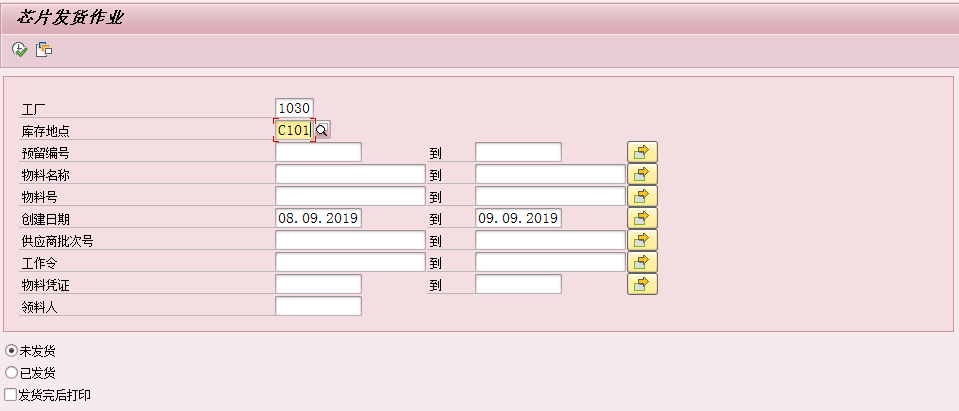 芯片发货作业
工厂 1030
库存地点 C101
预留编号 到
物料名称 到
物料号 到
创建日期 08.09.2019 到 09.09.2019
供应商批次号 到
工作令 到
物料凭证 到
领料人
未发货
已发货
发货完后打印